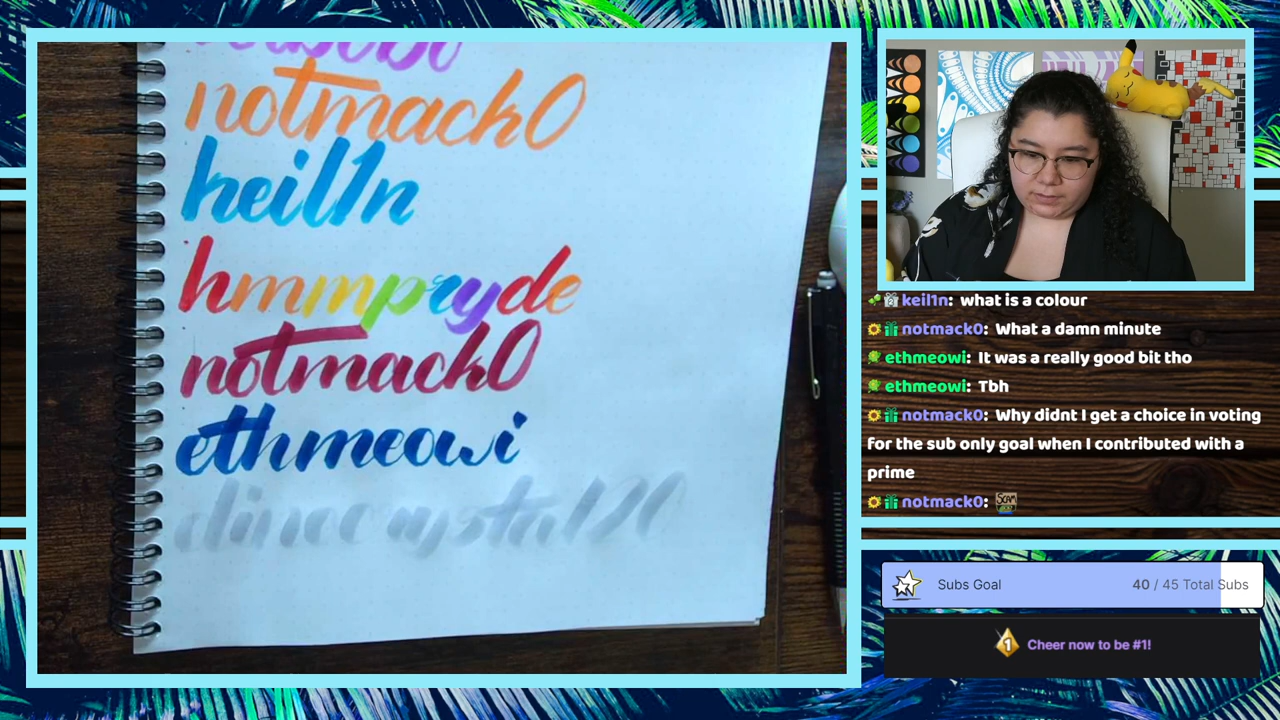 notmack0
keil1n
hmmpryde
notmack0
ethmeowi
keil1n: what is a colour
notmack0: What a damn minute
ethmeowi: It was a really good bit tho
ethmeowi: Tbh
notmack0: Why didnt I get a choice in voting
for the sub only goal when I contributed with a
prime
notmack0:
Subs Goal 40 / 45 Total Subs
1 Cheer now to be #1!